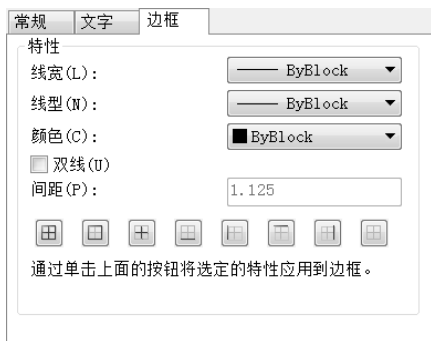 常规 文字 边框
特性
线宽(L): ByBlock
线型(N): ByBlock
颜色(C): ByBlock
双线(U)
间距(P): 1.125
通过单击上面的按钮将选定的特性应用到边框。